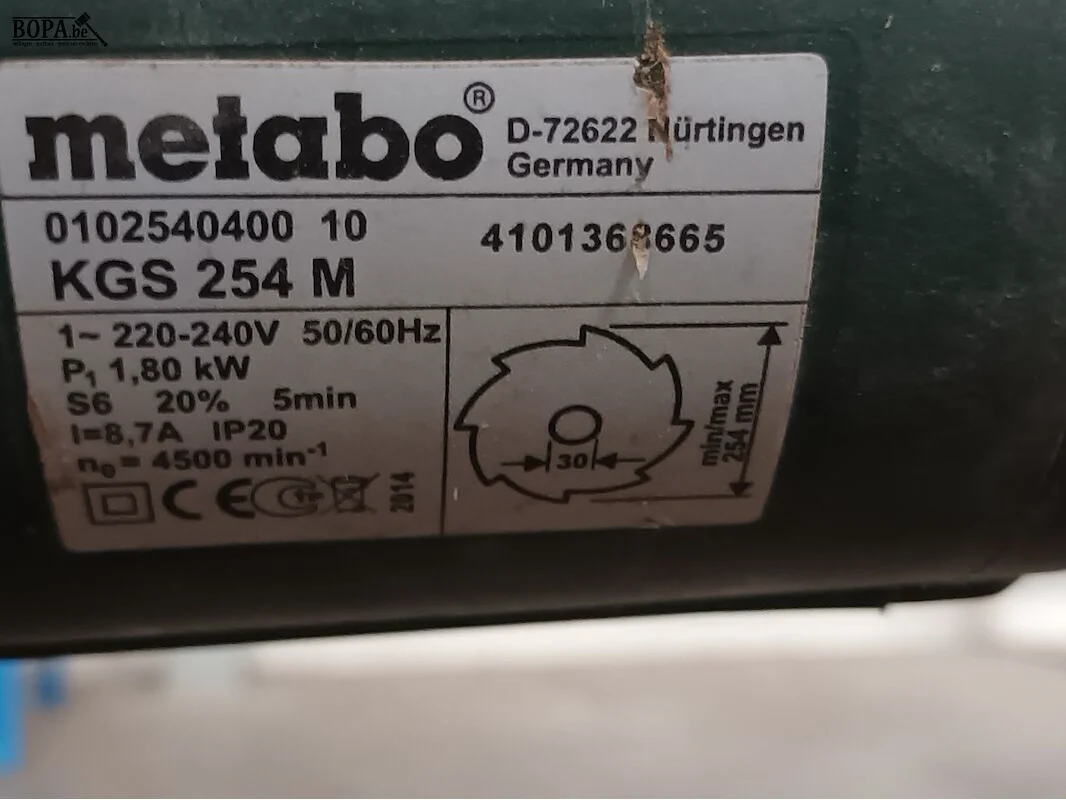 BOPA.be
metabo®
D-72622 Nürtingen
Germany
0102540400 10
KGS 254 M
1~ 220-240V 50/60Hz
P₁ 1,80 kW
S6 20% 5min
I=8,7A IP20
n₀ = 4500 min⁻¹
CE
2014
30
min/max
254 mm